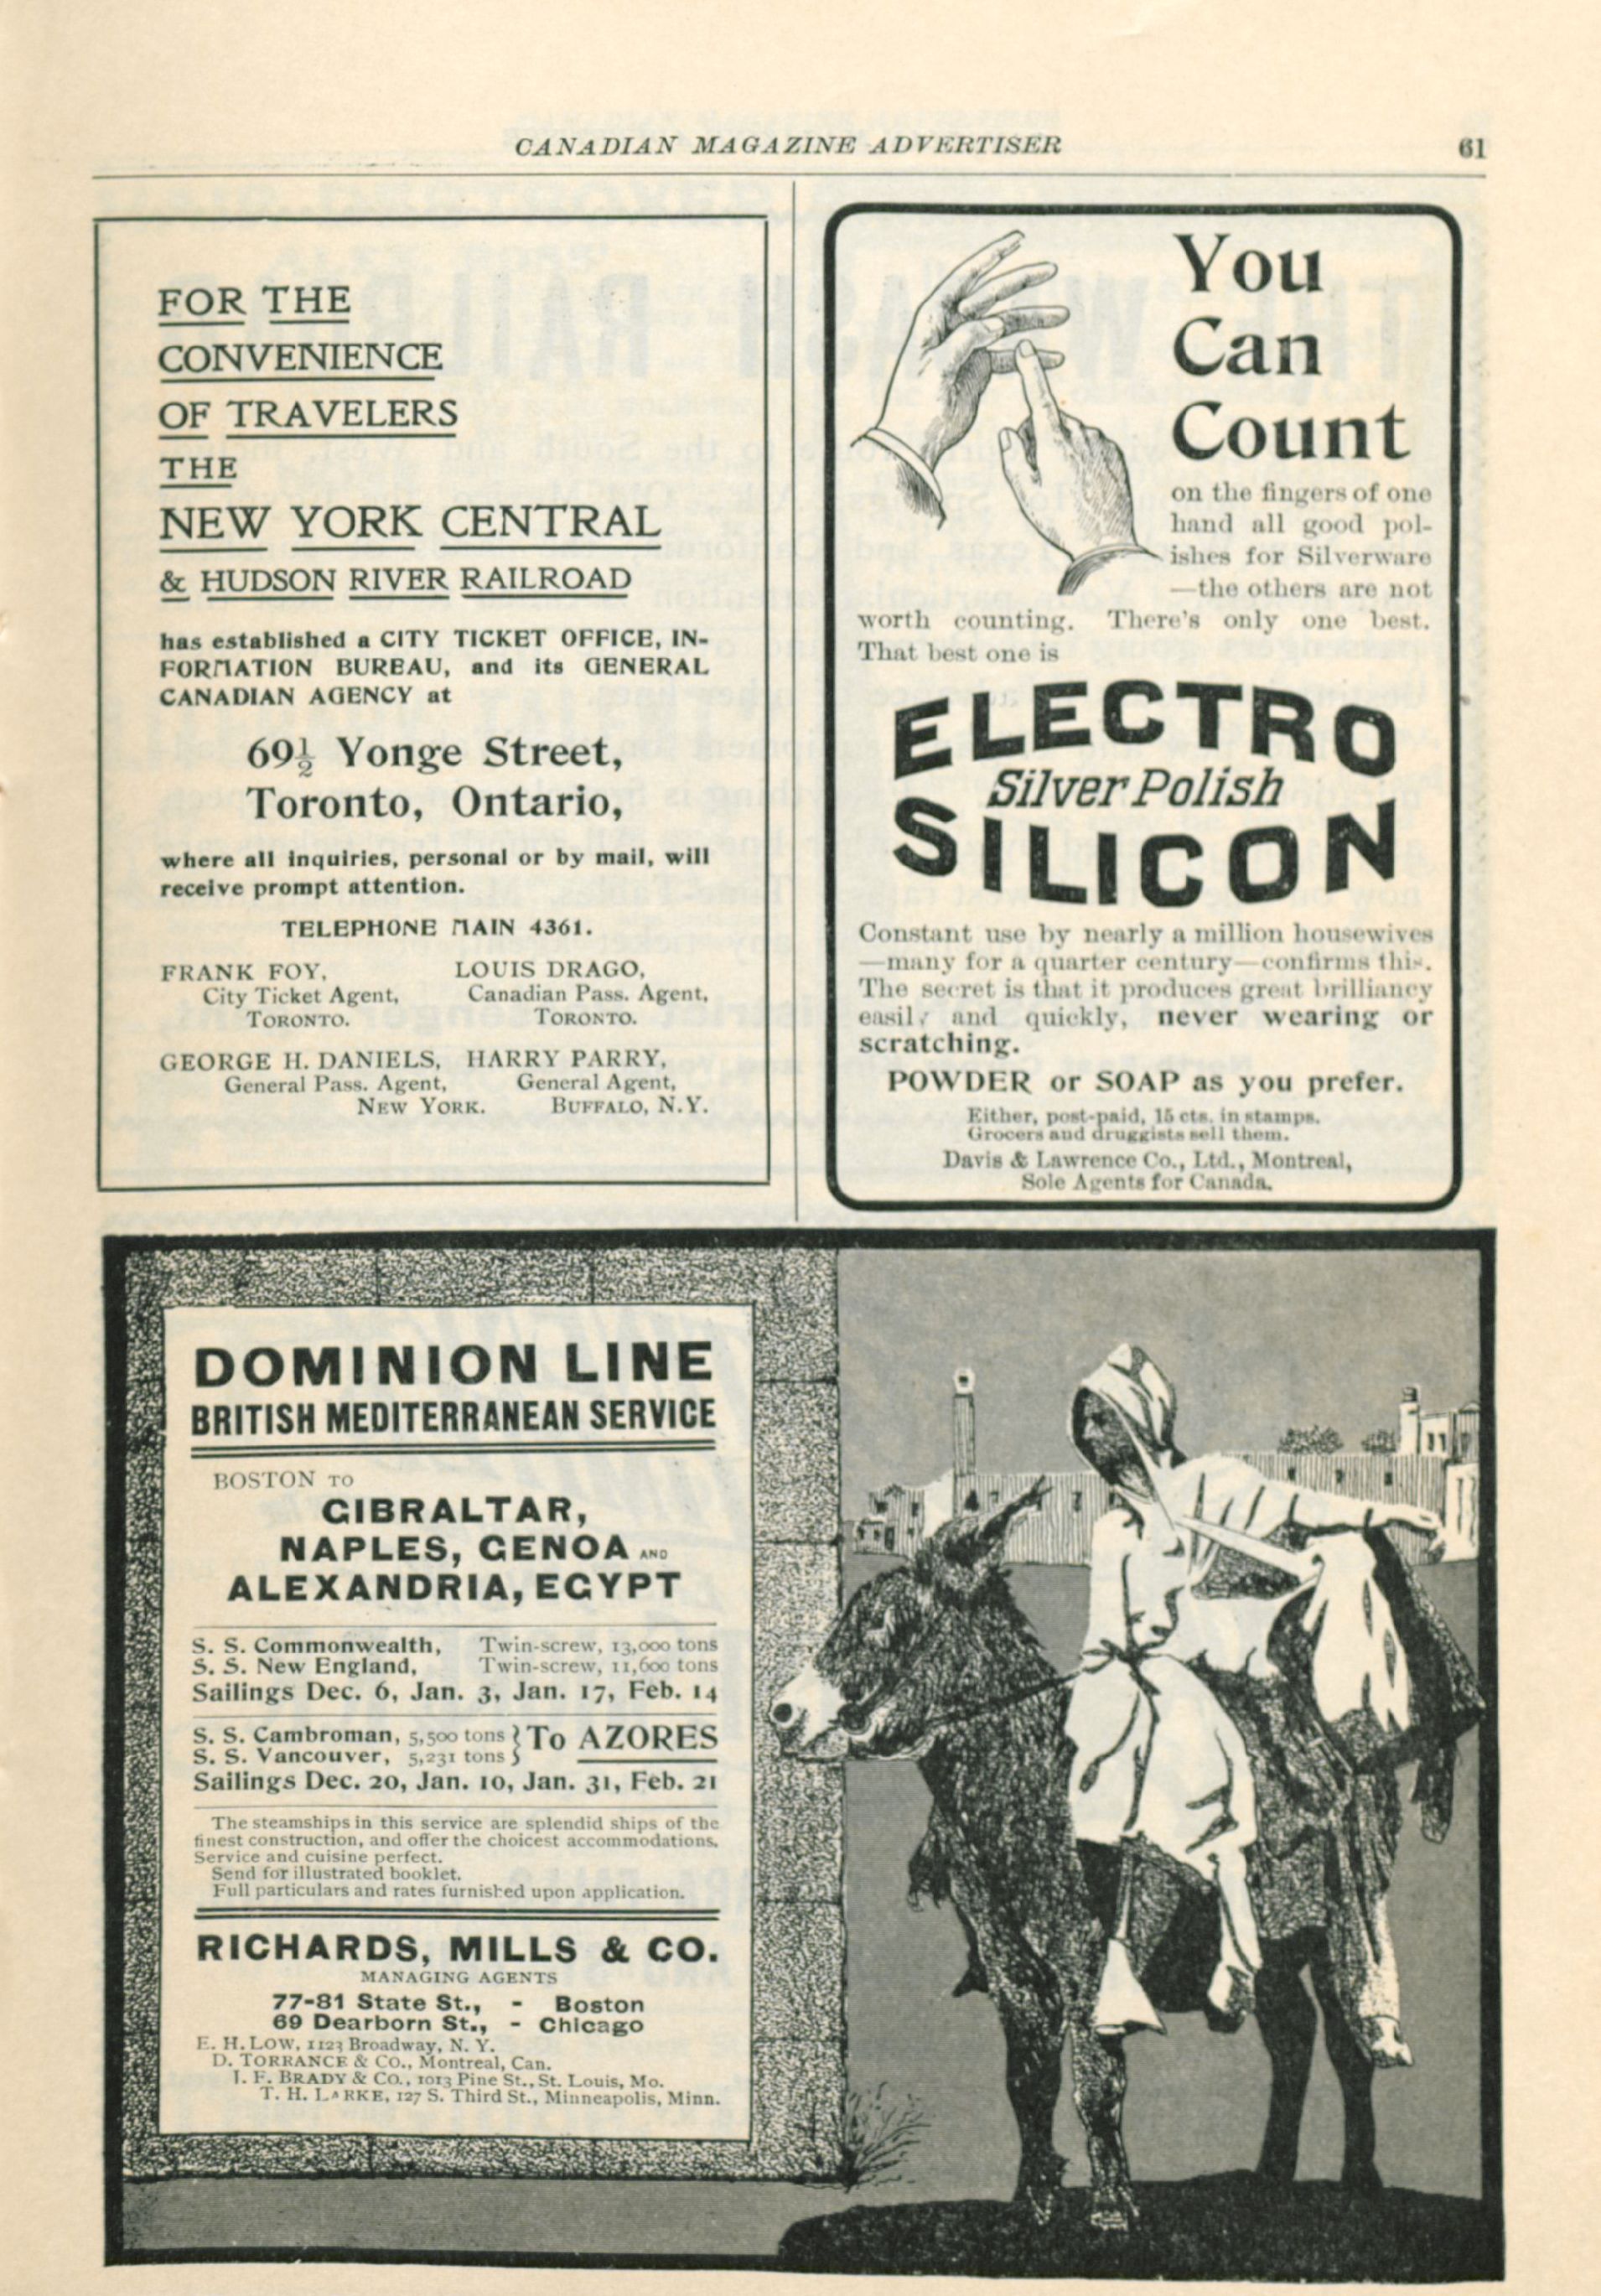 CANADIAN MAGAZINE ADVERTISER
61
FOR THE
CONVENIENCE
OF TRAVELERS
THE
NEW YORK CENTRAL
& HUDSON RIVER RAILROAD
has established a CITY TICKET OFFICE, IN-
FORMATION BUREAU, and its GENERAL
CANADIAN AGENCY at
69½ Yonge Street,
Toronto, Ontario,
where all inquiries, personal or by mail, will
receive prompt attention.
TELEPHONE MAIN 4361.
FRANK FOY,
City Ticket Agent,
TORONTO.
LOUIS DRAGO,
Canadian Pass. Agent,
TORONTO.
GEORGE H. DANIELS,
General Pass. Agent,
NEW YORK.
HARRY PARRY,
General Agent,
BUFFALO, N.Y.
You
Can
Count
on the fingers of one
hand all good pol-
ishes for Silverware
—the others are not
worth counting. There's only one best.
That best one is
ELECTRO
Silver Polish
SILICON
Constant use by nearly a million housewives
—many for a quarter century—confirms this.
The secret is that it produces great brilliancy
easily and quickly, never wearing or
scratching.
POWDER or SOAP as you prefer.
Either, post-paid, 15 cts. in stamps.
Grocers and druggists sell them.
Davis & Lawrence Co., Ltd., Montreal,
Sole Agents for Canada.
DOMINION LINE
BRITISH MEDITERRANEAN SERVICE
BOSTON TO
GIBRALTAR,
NAPLES, GENOA AND
ALEXANDRIA, EGYPT
S. S. Commonwealth, Twin-screw, 13,000 tons
S. S. New England, Twin-screw, 11,600 tons
Sailings Dec. 6, Jan. 3, Jan. 17, Feb. 14
S. S. Cambroman, 5,500 tons } To AZORES
S. S. Vancouver, 5,231 tons
Sailings Dec. 20, Jan. 10, Jan. 31, Feb. 21
The steamships in this service are splendid ships of the
finest construction, and offer the choicest accommodations.
Service and cuisine perfect.
Send for illustrated booklet.
Full particulars and rates furnished upon application.
RICHARDS, MILLS & CO.
MANAGING AGENTS
77-81 State St., - Boston
69 Dearborn St., - Chicago
E. H. LOW, 1123 Broadway, N. Y.
D. TORRANCE & CO., Montreal, Can.
J. F. BRADY & CO., 1013 Pine St., St. Louis, Mo.
T. H. LARKE, 127 S. Third St., Minneapolis, Minn.